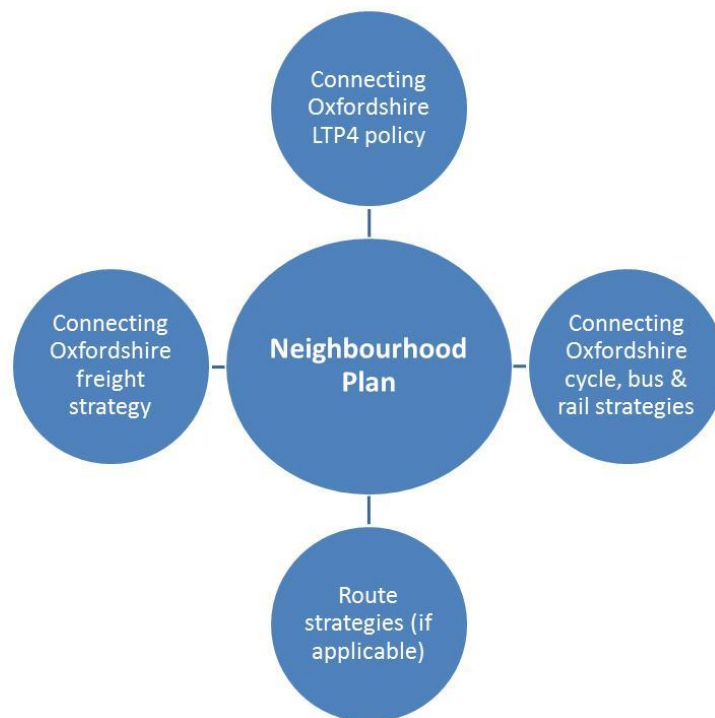 Connecting
Oxfordshire
LTP4 policy
Connecting
Oxfordshire
freight
strategy
Neighbourhood
Plan
Connecting
Oxfordshire
cycle, bus &
rail strategies
Route
strategies (if
applicable)